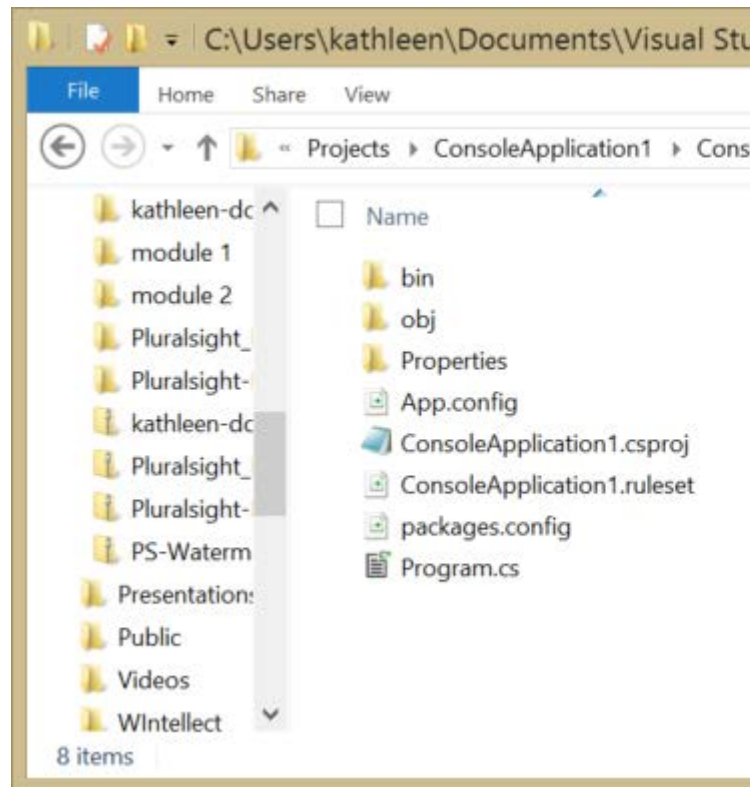 C:\Users\kathleen\Documents\Visual Stu
File Home Share View
« Projects ConsoleApplication1 Cons
kathleen-dc
module 1
module 2
Pluralsight_
Pluralsight-
kathleen-dc
Pluralsight_
Pluralsight-
PS-Waterm
Presentations
Public
Videos
WIntellect
Name
bin
obj
Properties
App.config
ConsoleApplication1.csproj
ConsoleApplication1.ruleset
packages.config
Program.cs
8 items